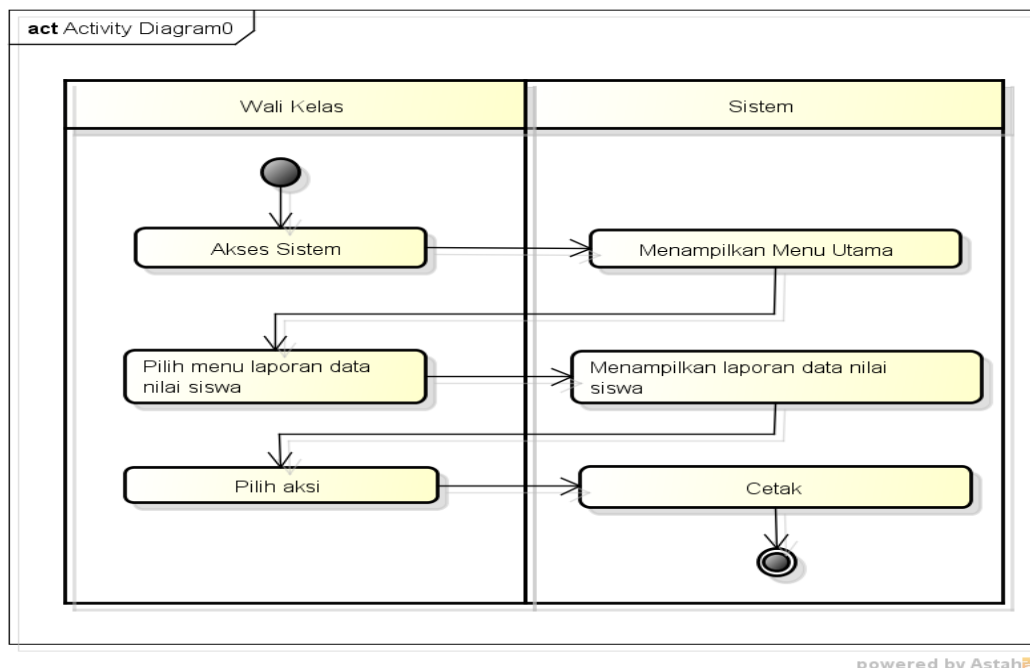 act Activity Diagram0
Wali Kelas
Sistem
Akses Sistem
Menampilkan Menu Utama
Pilih menu laporan data
nilai siswa
Menampilkan laporan data nilai
siswa
Pilih aksi
Cetak
powered by Astah